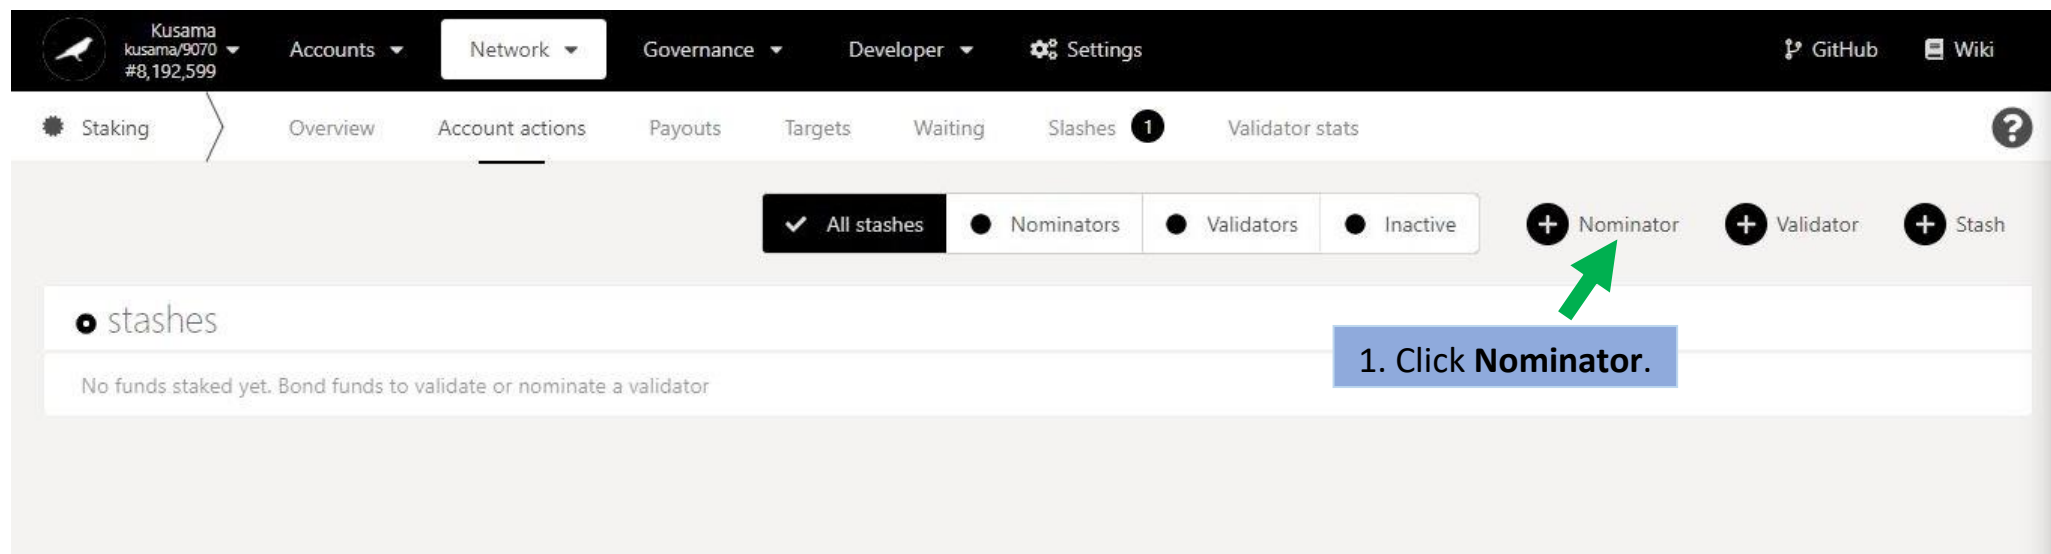 Kusama
kusama/9070
#8,192,599
Accounts
Network
Governance
Developer
Settings
GitHub
Wiki
Staking
Overview
Account actions
Payouts
Targets
Waiting
Slashes 1
Validator stats
?
All stashes
Nominators
Validators
Inactive
Nominator
Validator
Stash
stashes
1. Click Nominator.
No funds staked yet. Bond funds to validate or nominate a validator